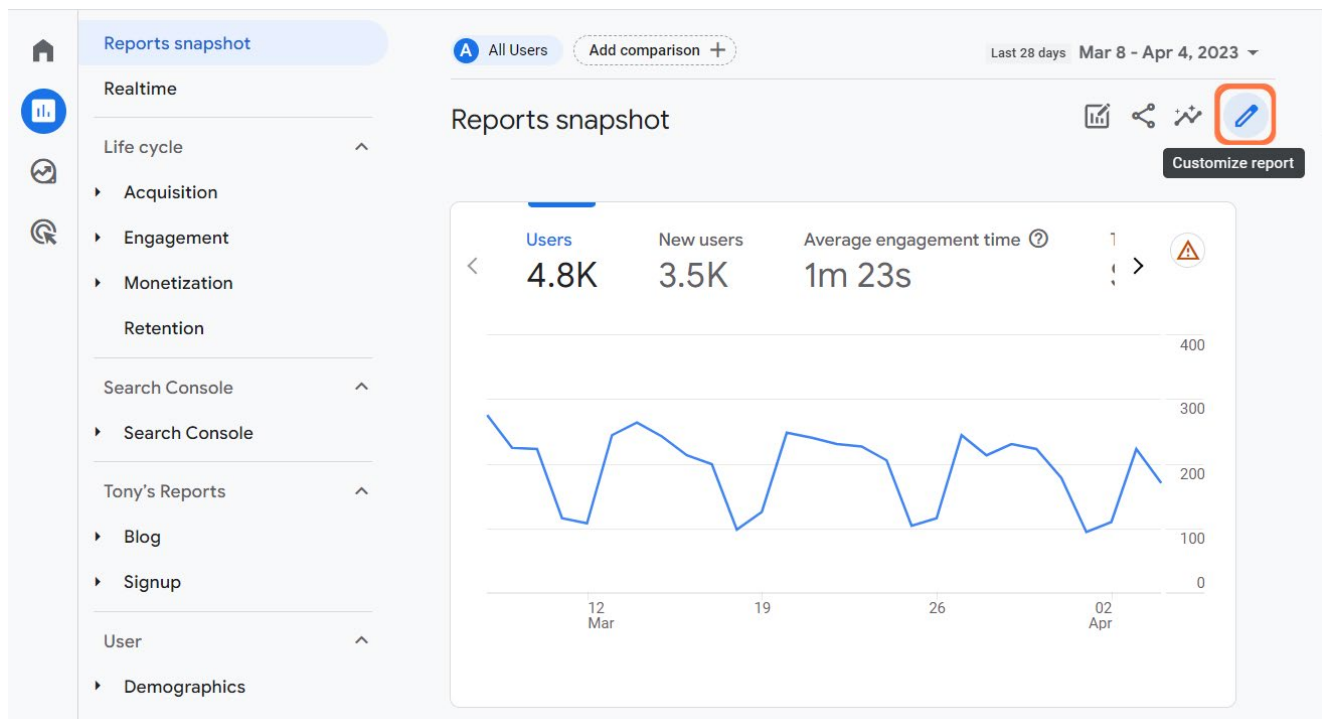 Reports snapshot
Realtime
Life cycle
Acquisition
Engagement
Monetization
Retention
Search Console
Search Console
Tony's Reports
Blog
Signup
User
Demographics
A All Users Add comparison +
Last 28 days Mar 8 - Apr 4, 2023
Reports snapshot
Customize report
Users New users Average engagement time
4.8K 3.5K 1m 23s
400
300
200
100
0
12 19 26 02
Mar Apr